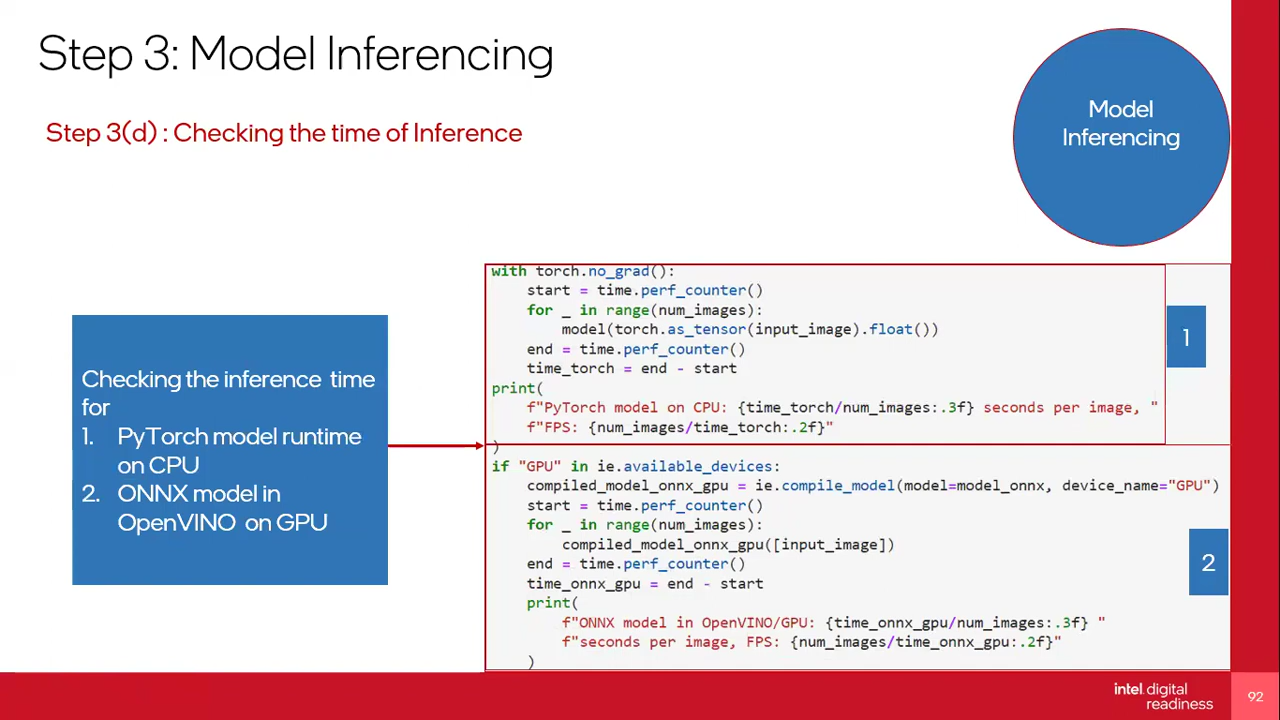 Step 3: Model Inferencing
Step 3(d) : Checking the time of Inference
Model
Inferencing
Checking the inference time
for
1. PyTorch model runtime
on CPU
2. ONNX model in
OpenVINO on GPU
with torch.no_grad():
start = time.perf_counter()
for _ in range(num_images):
model(torch.as_tensor(input_image).float())
end = time.perf_counter()
time_torch = end - start
print(
f"PyTorch model on CPU: {time_torch/num_images:.3f} seconds per image, "
f"FPS: {num_images/time_torch:.2f}"
)
1
if "GPU" in ie.available_devices:
compiled_model_onnx_gpu = ie.compile_model(model=model_onnx, device_name="GPU")
start = time.perf_counter()
for _ in range(num_images):
compiled_model_onnx_gpu([input_image])
end = time.perf_counter()
time_onnx_gpu = end - start
print(
f"ONNX model in OpenVINO/GPU: {time_onnx_gpu/num_images:.3f} "
f"seconds per image, FPS: {num_images/time_onnx_gpu:.2f}"
)
2
intel. digital
readiness
92